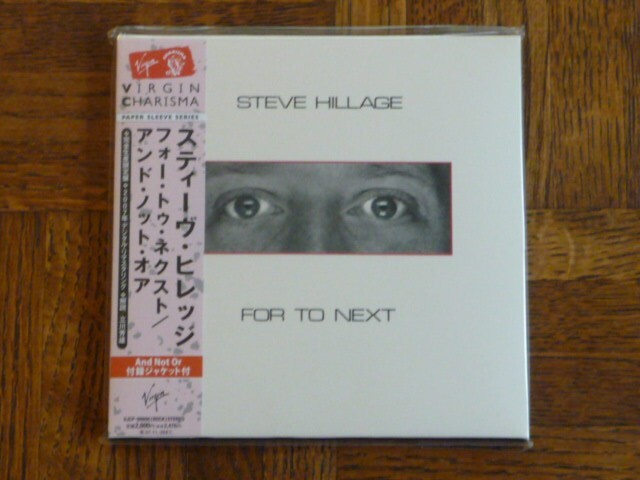 Virgin
VIRGIN
CHARISMA
PAPER SLEEVE SERIES
スティーヴ・ヒレッジ
フォー・トゥ・ネクスト/
アンド・ノット・オア
And Not Or
付録ジャケット付
Virgin
STEVE HILLAGE
FOR TO NEXT